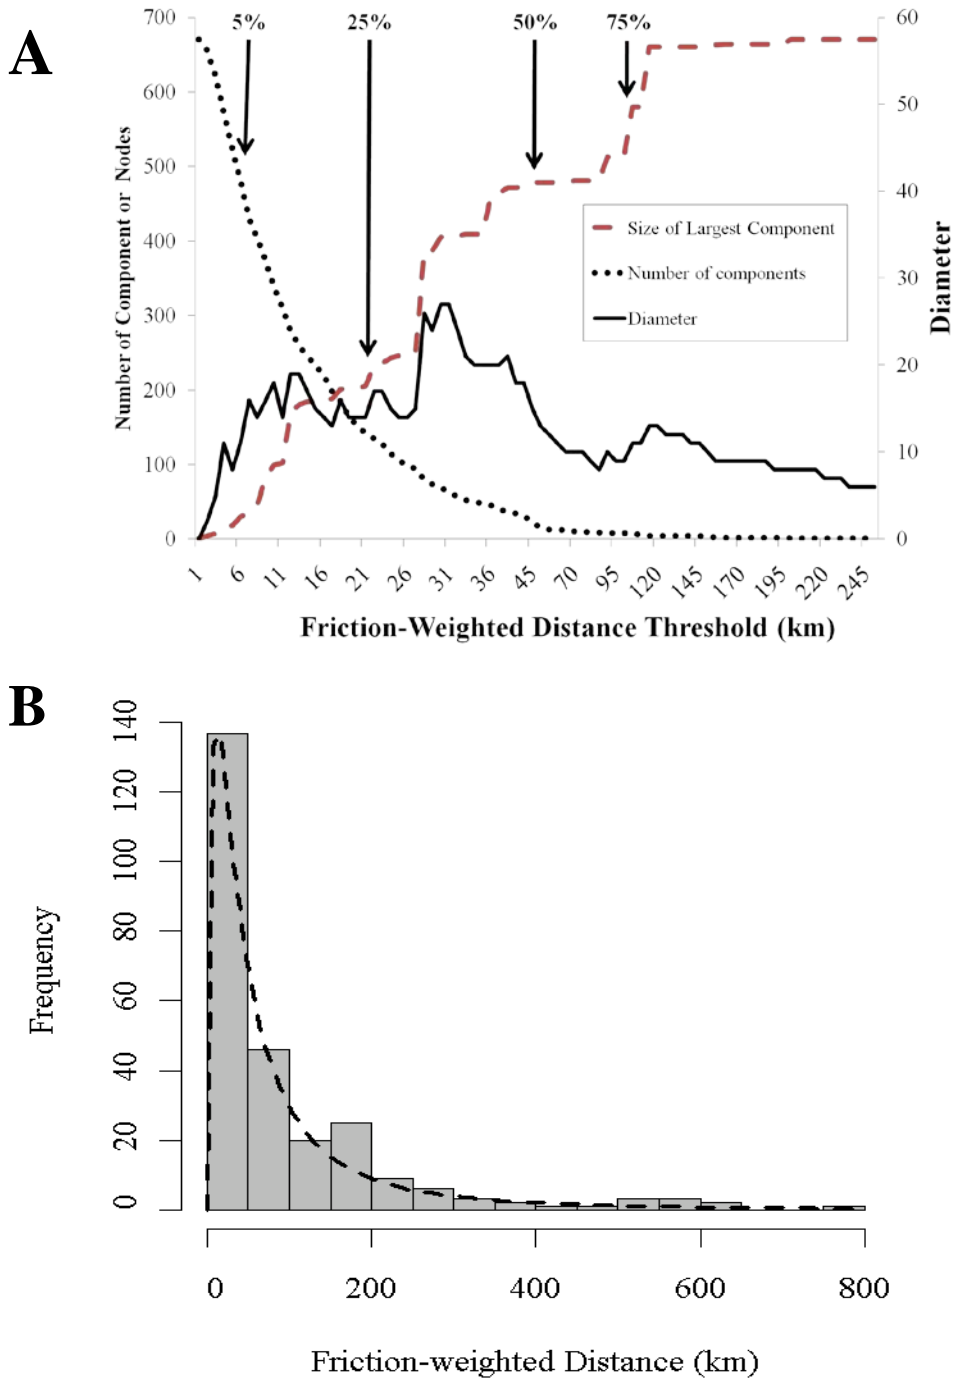 A
5% 25% 50% 75%
Number of Component or Nodes
700
600
500
400
300
200
100
0
60
50
40
30
20
10
0
Diameter
Size of Largest Component
Number of components
Diameter
1 6 11 16 21 26 31 36 45 70 95 120 145 170 195 220 245
Friction-Weighted Distance Threshold (km)
B
Frequency
140
120
100
80
60
40
20
0
0 200 400 600 800
Friction-weighted Distance (km)